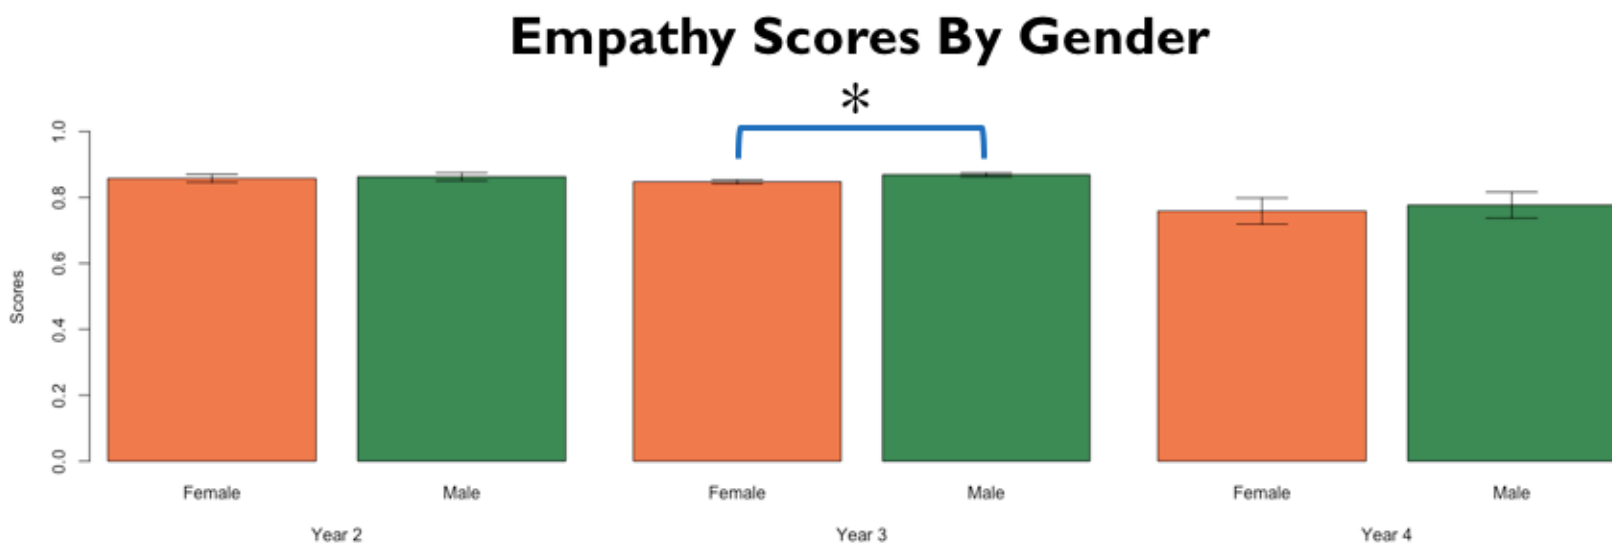 Empathy Scores By Gender
*
Scores
1.0
0.8
0.6
0.4
0.2
0.0
Female Male Female Male Female Male
Year 2 Year 3 Year 4